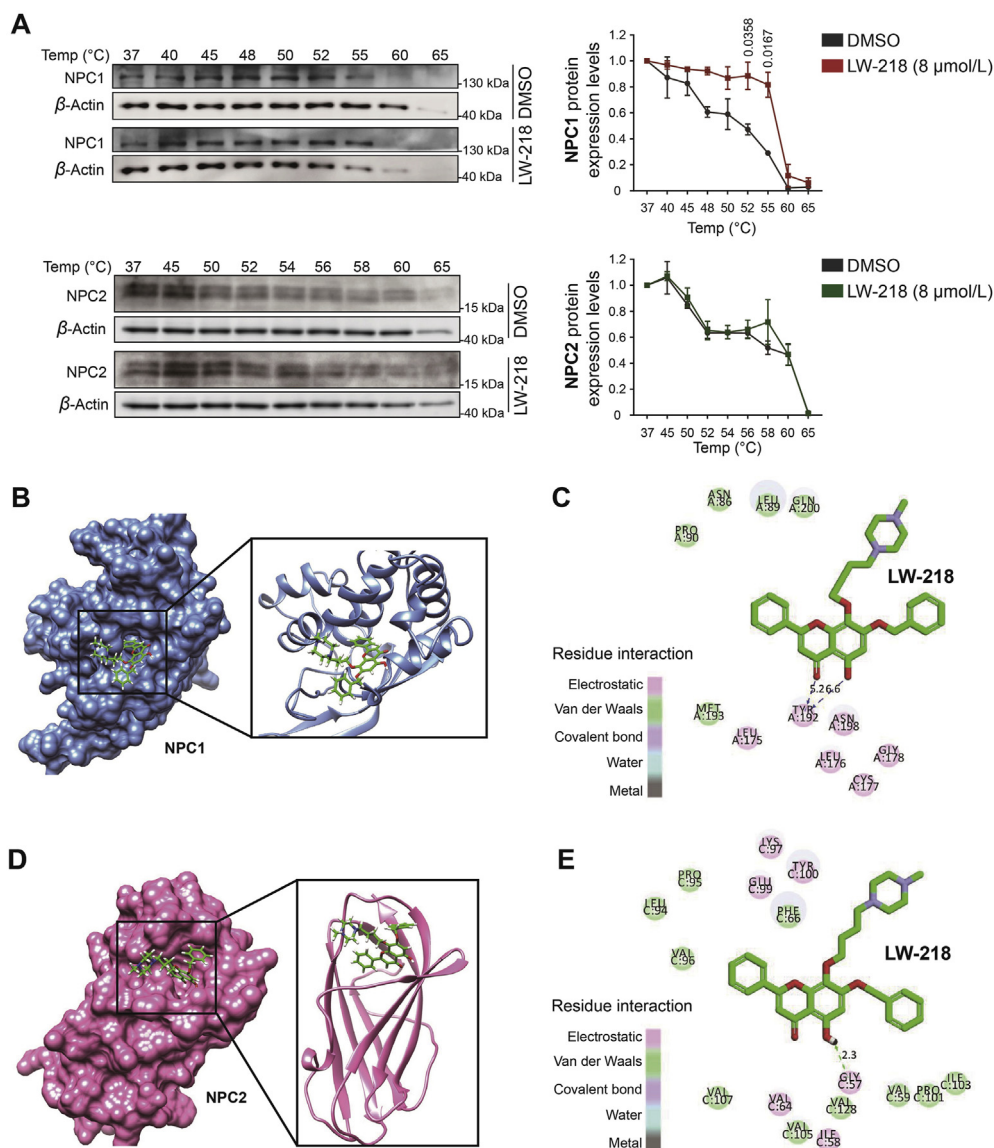 A
Temp (°C)
37 40 45 48 50 52 55 60 65
NPC1
-130 kDa
β-Actin
-40 kDa
DMSO
NPC1
-130 kDa
β-Actin
-40 kDa
LW-218
NPC1 protein
expression levels
1.2
1.0
0.8
0.6
0.4
0.2
0
37 40 45 48 50 52 55 60 65
Temp (°C)
0.0358
0.0167
DMSO
LW-218 (8 μmol/L)
Temp (°C)
37 45 50 52 54 56 58 60 65
NPC2
-15 kDa
β-Actin
-40 kDa
DMSO
NPC2
-15 kDa
β-Actin
-40 kDa
LW-218
NPC2 protein
expression levels
1.2
1.0
0.8
0.6
0.4
0.2
0
37 45 50 52 54 56 58 60 65
Temp (°C)
DMSO
LW-218 (8 μmol/L)
B
NPC1
C
ASN
A:86
LEU
A:89
GLN
A:200
PRO
A:90
LW-218
Residue interaction
Electrostatic
Van der Waals
Covalent bond
Water
Metal
5.2
6.6
MET
A:193
LEU
A:175
TYR
A:192
ASN
A:198
LEU
A:176
GLY
A:178
CYS
A:177
D
NPC2
E
LYS
C:97
TYR
C:100
PRO
C:95
GLU
C:99
LEU
C:94
PHE
C:66
VAL
C:96
LW-218
Residue interaction
Electrostatic
Van der Waals
Covalent bond
Water
Metal
2.3
GLY
C:57
VAL
C:107
VAL
C:64
VAL
C:128
VAL
C:59
PRO
C:101
ILE
C:103
VAL
C:105
ILE
C:58